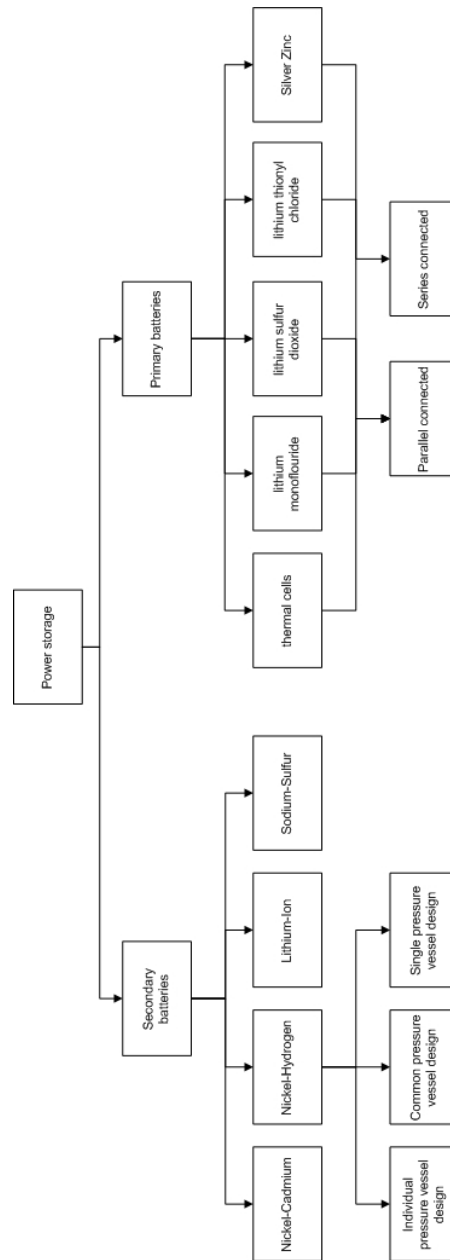 Power storage
Secondary
batteries
Primary batteries
Nickel-Cadmium
Nickel-Hydrogen
Lithium-Ion
Sodium-Sulfur
thermal cells
lithium
monoflouride
lithium sulfur
dioxide
lithium thionyl
chloride
Silver Zinc
Individual
pressure vessel
design
Common pressure
vessel design
Single pressure
vessel design
Parallel connected
Series connected